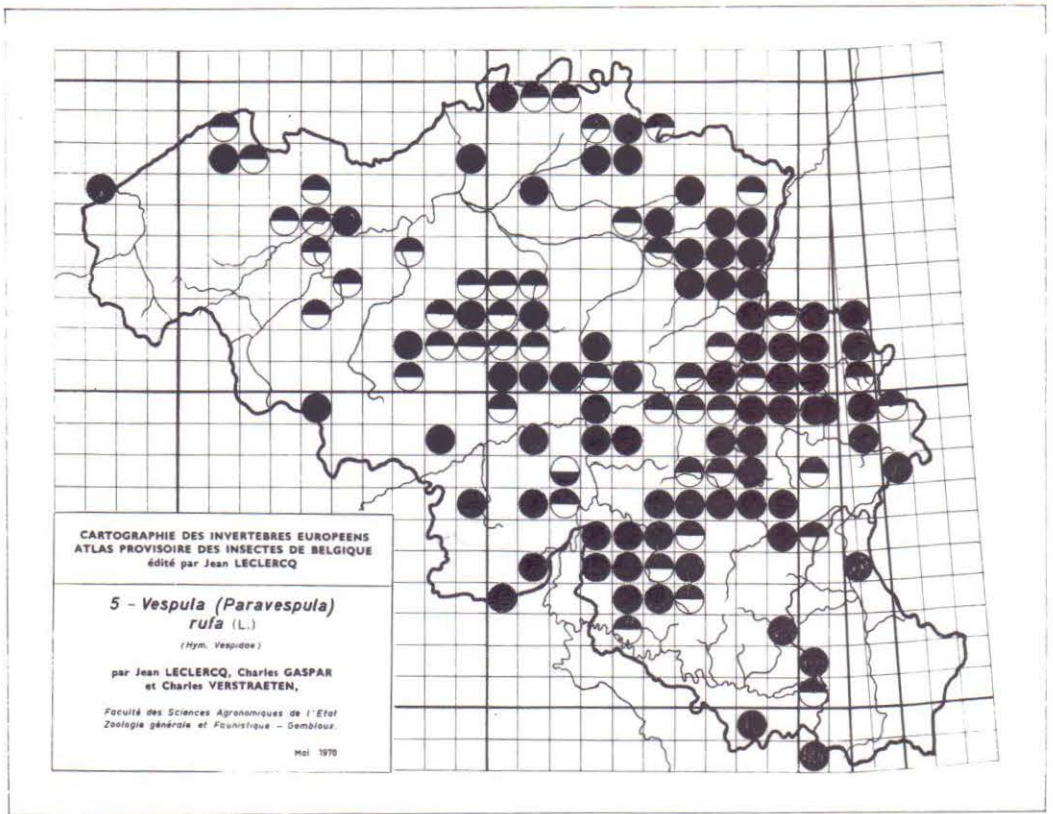 CARTOGRAPHIE DES INVERTEBRES EUROPEENS
ATLAS PROVISOIRE DES INSECTES DE BELGIQUE
édité par Jean LECLERCQ
5 - Vespula (Paravespula)
rufa (L.)
(Hym. Vespidae)
par Jean LECLERCQ, Charles GASPAR
et Charles VERSTRAETEN,
Faculté des Sciences Agronomiques de l'Etat
Zoologie générale et Faunistique - Gembloux.
Mai 1970